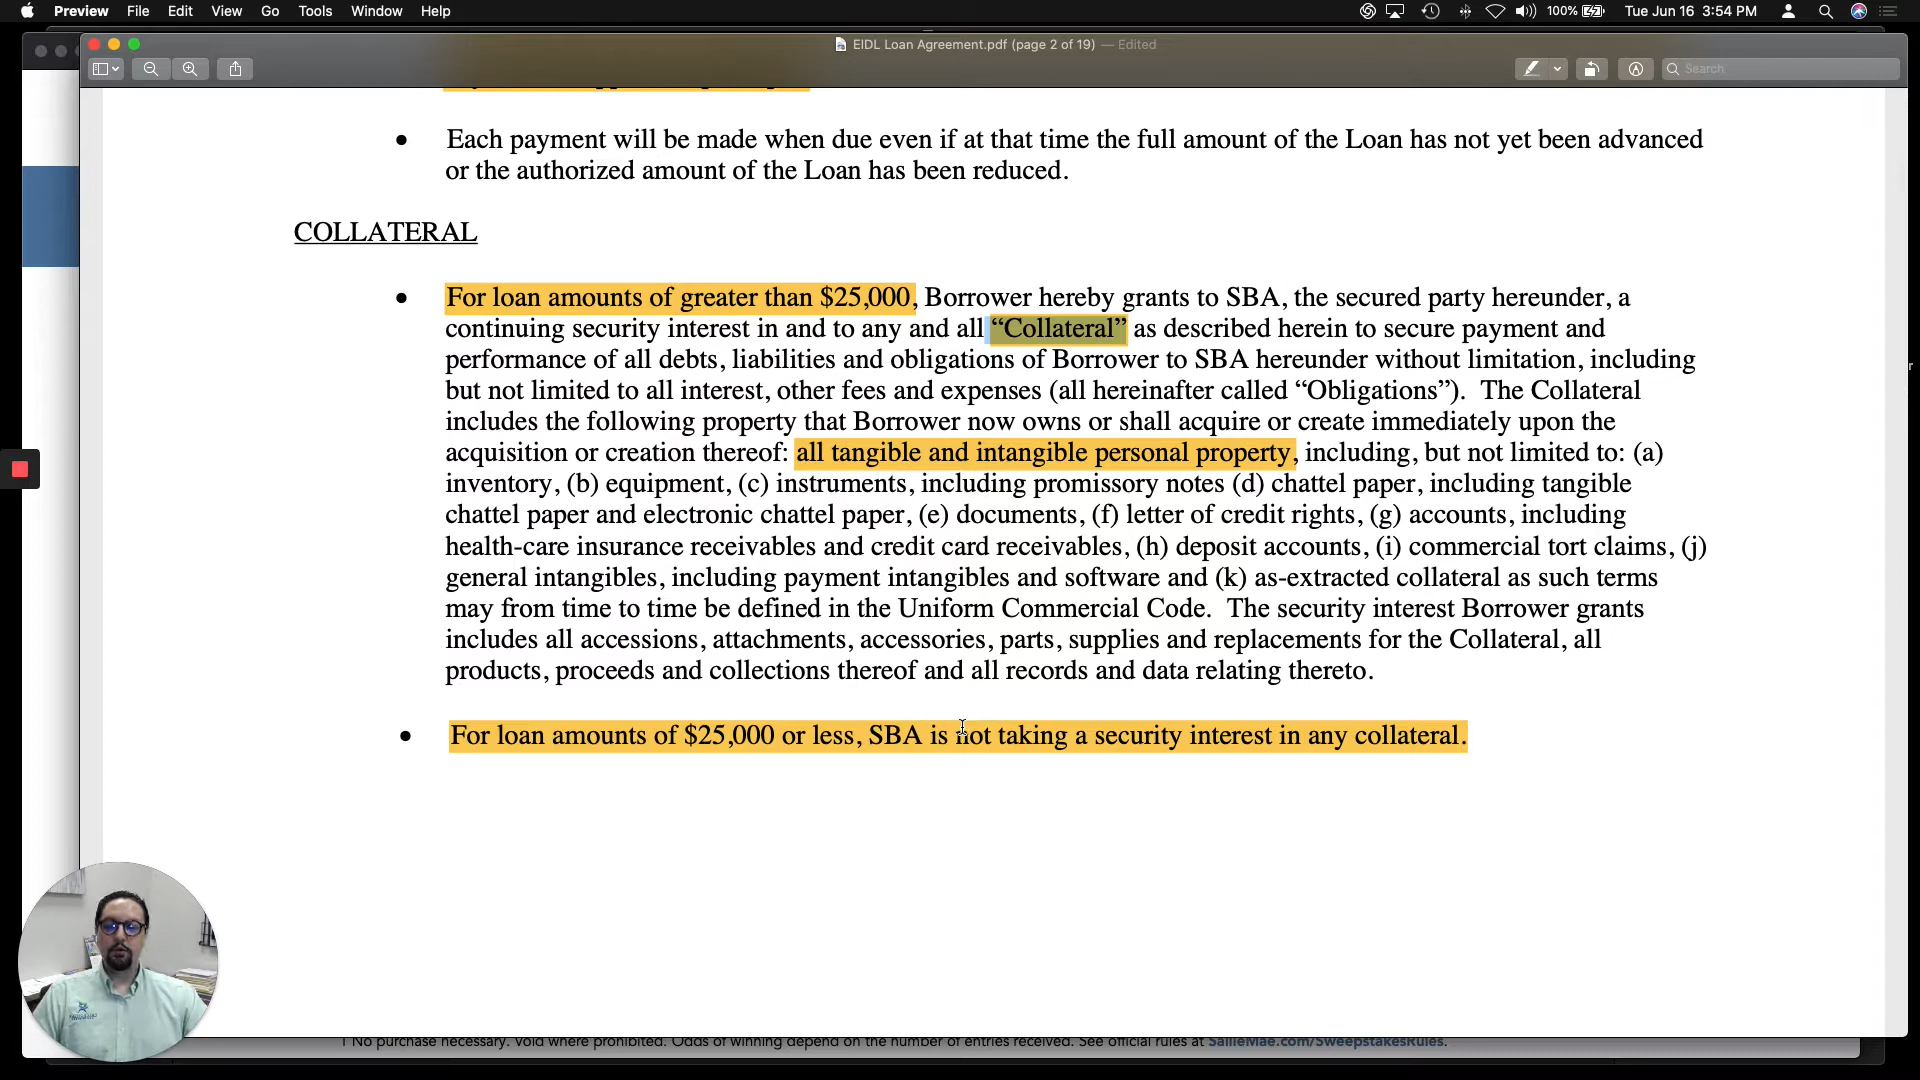 Preview File Edit View Go Tools Window Help
100% Tue Jun 16 3:54 PM
EIDL Loan Agreement.pdf (page 2 of 19) — Edited
Search
• Each payment will be made when due even if at that time the full amount of the Loan has not yet been advanced
or the authorized amount of the Loan has been reduced.
COLLATERAL
• For loan amounts of greater than $25,000, Borrower hereby grants to SBA, the secured party hereunder, a
continuing security interest in and to any and all “Collateral” as described herein to secure payment and
performance of all debts, liabilities and obligations of Borrower to SBA hereunder without limitation, including
but not limited to all interest, other fees and expenses (all hereinafter called “Obligations”). The Collateral
includes the following property that Borrower now owns or shall acquire or create immediately upon the
acquisition or creation thereof: all tangible and intangible personal property, including, but not limited to: (a)
inventory, (b) equipment, (c) instruments, including promissory notes (d) chattel paper, including tangible
chattel paper and electronic chattel paper, (e) documents, (f) letter of credit rights, (g) accounts, including
health-care insurance receivables and credit card receivables, (h) deposit accounts, (i) commercial tort claims, (j)
general intangibles, including payment intangibles and software and (k) as-extracted collateral as such terms
may from time to time be defined in the Uniform Commercial Code. The security interest Borrower grants
includes all accessions, attachments, accessories, parts, supplies and replacements for the Collateral, all
products, proceeds and collections thereof and all records and data relating thereto.
• For loan amounts of $25,000 or less, SBA is not taking a security interest in any collateral.
No purchase necessary. Void where prohibited. Odds of winning depend on the number of entries received. See official rules at SallieMae.com/SweepstakesRules.